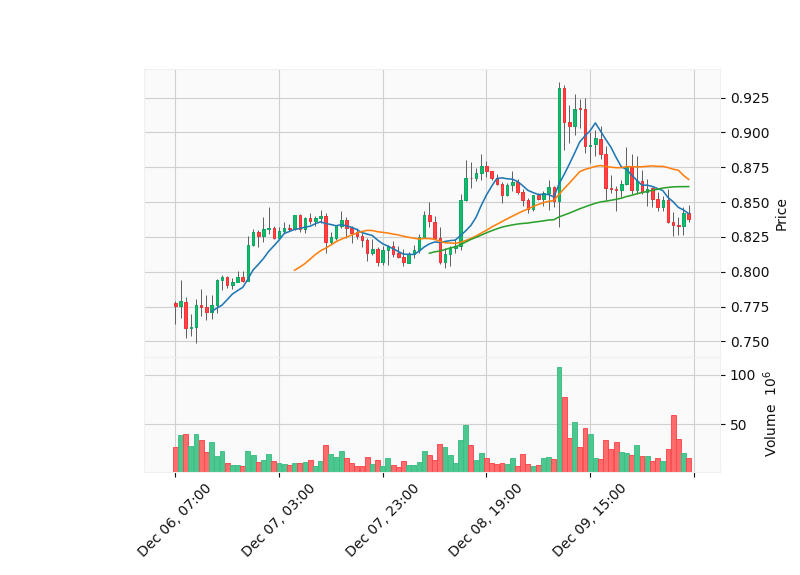 0.925
0.900
0.875
0.850
0.825
0.800
0.775
0.750
Price
100
50
Volume 10^6
Dec 06, 07:00
Dec 07, 03:00
Dec 07, 23:00
Dec 08, 19:00
Dec 09, 15:00